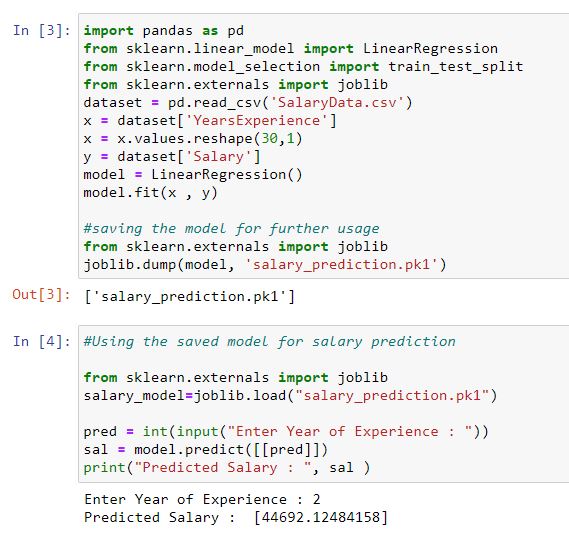 In [3]: import pandas as pd
from sklearn.linear_model import LinearRegression
from sklearn.model_selection import train_test_split
from sklearn.externals import joblib
dataset = pd.read_csv('SalaryData.csv')
x = dataset['YearsExperience']
x = x.values.reshape(30,1)
y = dataset['Salary']
model = LinearRegression()
model.fit(x , y)
#saving the model for further usage
from sklearn.externals import joblib
joblib.dump(model, 'salary_prediction.pk1')
Out[3]: ['salary_prediction.pk1']
In [4]: #Using the saved model for salary prediction
from sklearn.externals import joblib
salary_model=joblib.load("salary_prediction.pk1")
pred = int(input("Enter Year of Experience : "))
sal = model.predict([[pred]])
print("Predicted Salary : ", sal )
Enter Year of Experience : 2
Predicted Salary :  [44692.12484158]